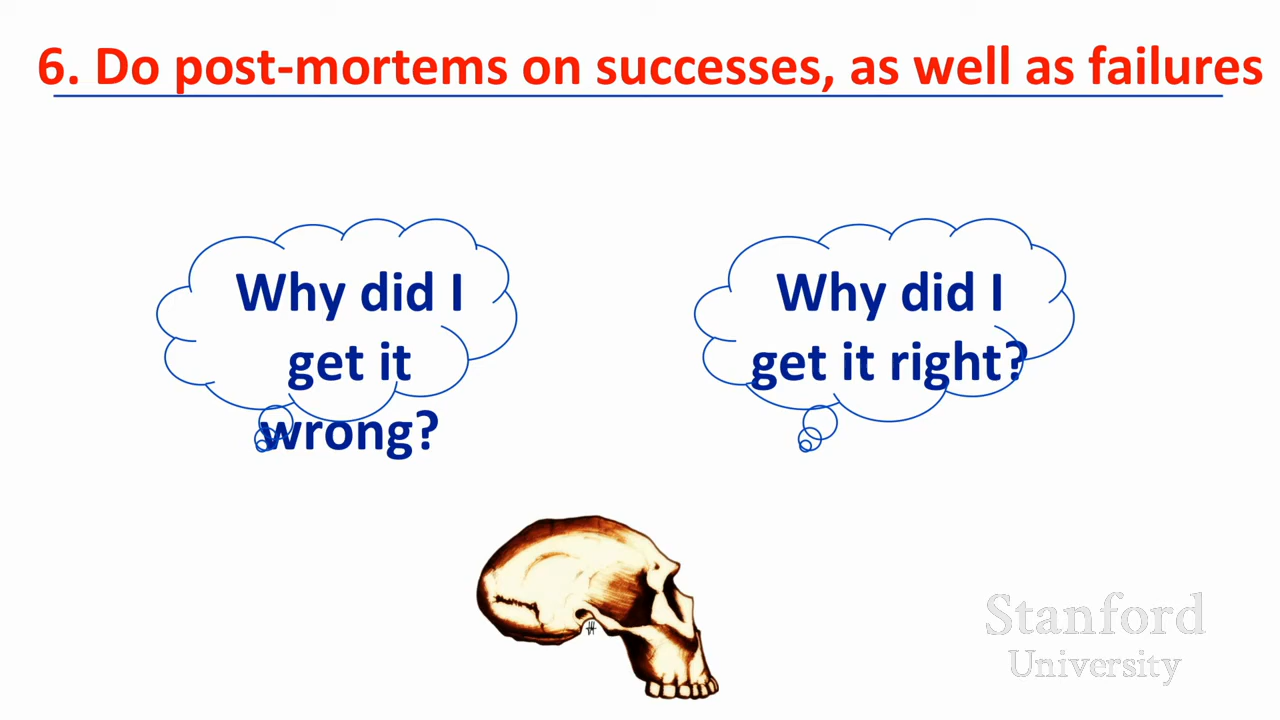 6. Do post-mortems on successes, as well as failures
Why did I
get it
wrong?
Why did I
get it right?
Stanford
University